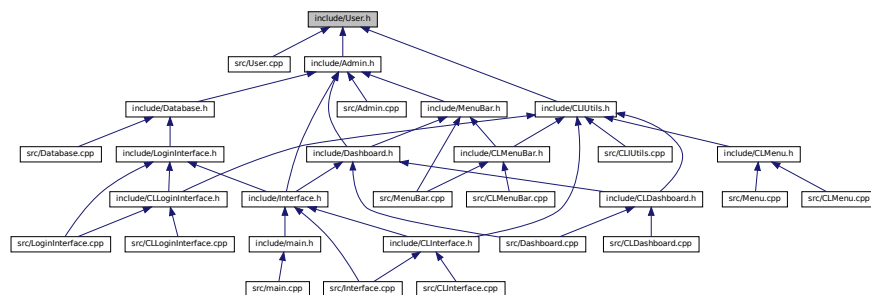 include/User.h
src/User.cpp
include/Admin.h
include/Database.h
src/Admin.cpp
include/MenuBar.h
include/CLIUtils.h
src/Database.cpp
include/LoginInterface.h
include/Dashboard.h
include/CLMenuBar.h
src/CLIUtils.cpp
include/CLMenu.h
include/CLLoginInterface.h
include/Interface.h
src/MenuBar.cpp
src/CLMenuBar.cpp
include/CLDashboard.h
src/Menu.cpp
src/CLMenu.cpp
src/LoginInterface.cpp
src/CLLoginInterface.cpp
include/main.h
include/CLInterface.h
src/Dashboard.cpp
src/CLDashboard.cpp
src/main.cpp
src/Interface.cpp
src/CLInterface.cpp